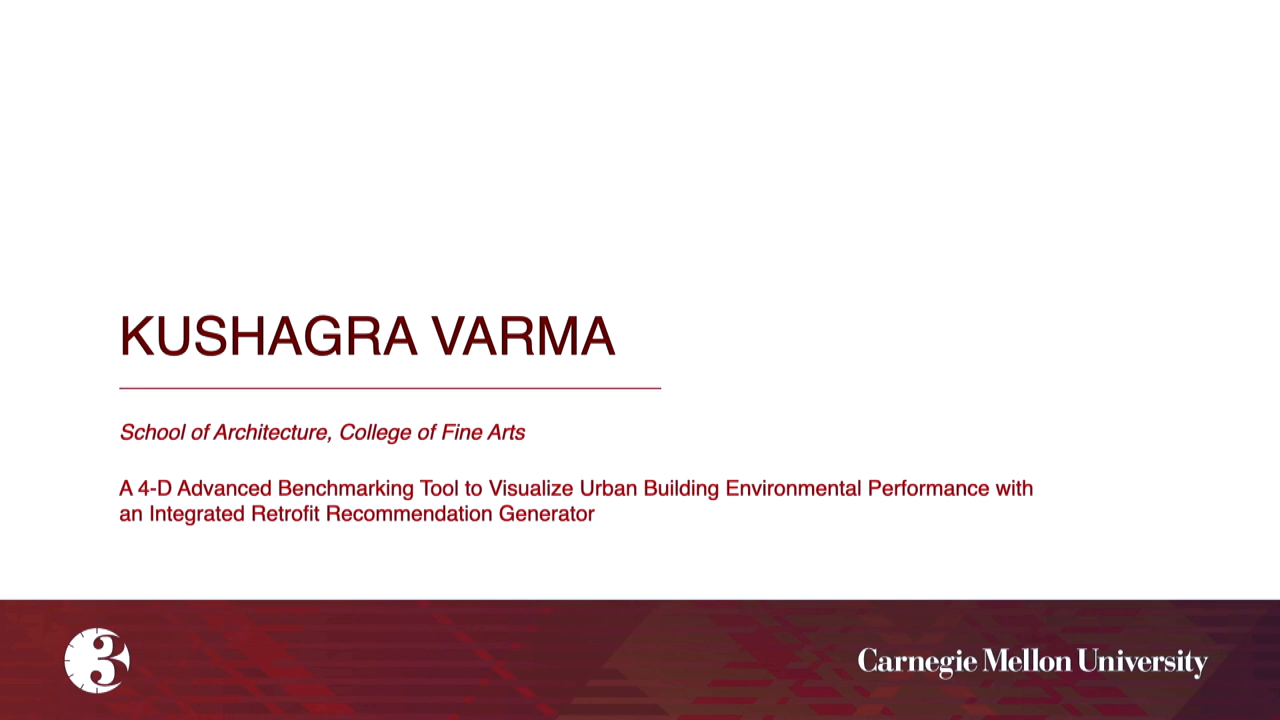 KUSHAGRA VARMA
School of Architecture, College of Fine Arts
A 4-D Advanced Benchmarking Tool to Visualize Urban Building Environmental Performance with
an Integrated Retrofit Recommendation Generator
3
Carnegie Mellon University